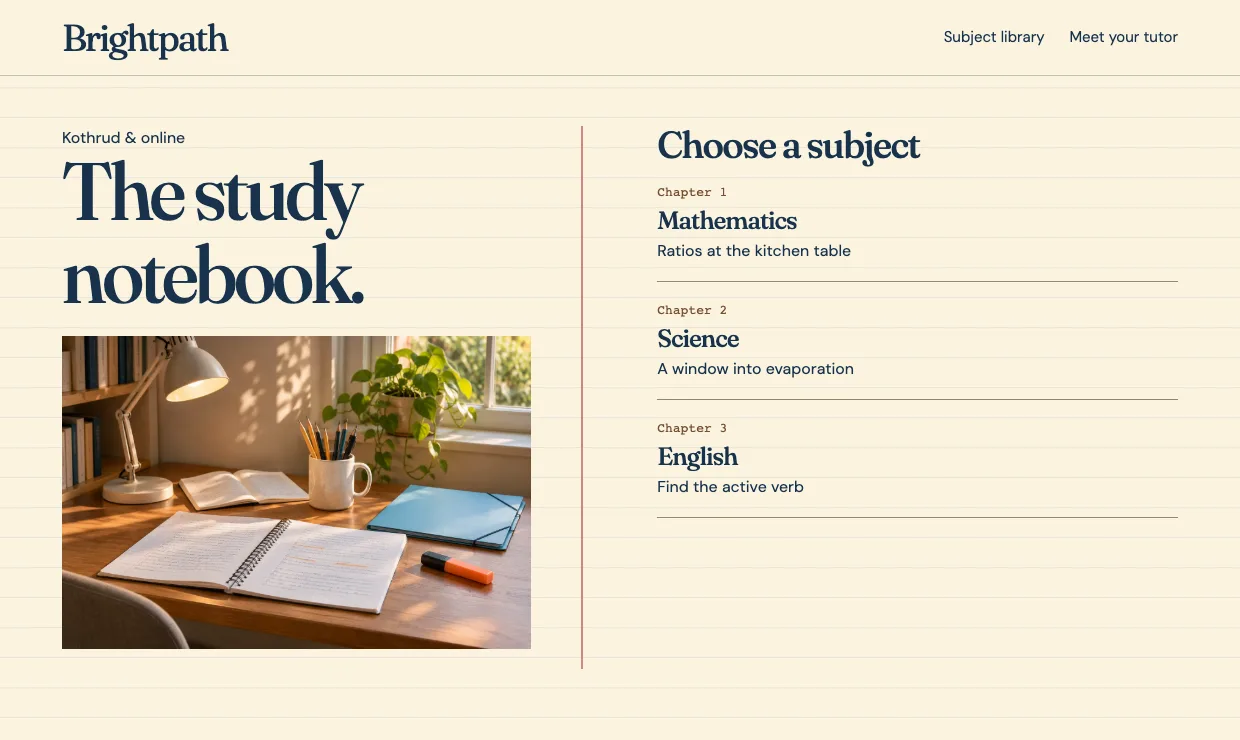 Brightpath
Subject library
Meet your tutor
Kothrud & online
The study
notebook.
Choose a subject
Chapter 1
Mathematics
Ratios at the kitchen table
Chapter 2
Science
A window into evaporation
Chapter 3
English
Find the active verb